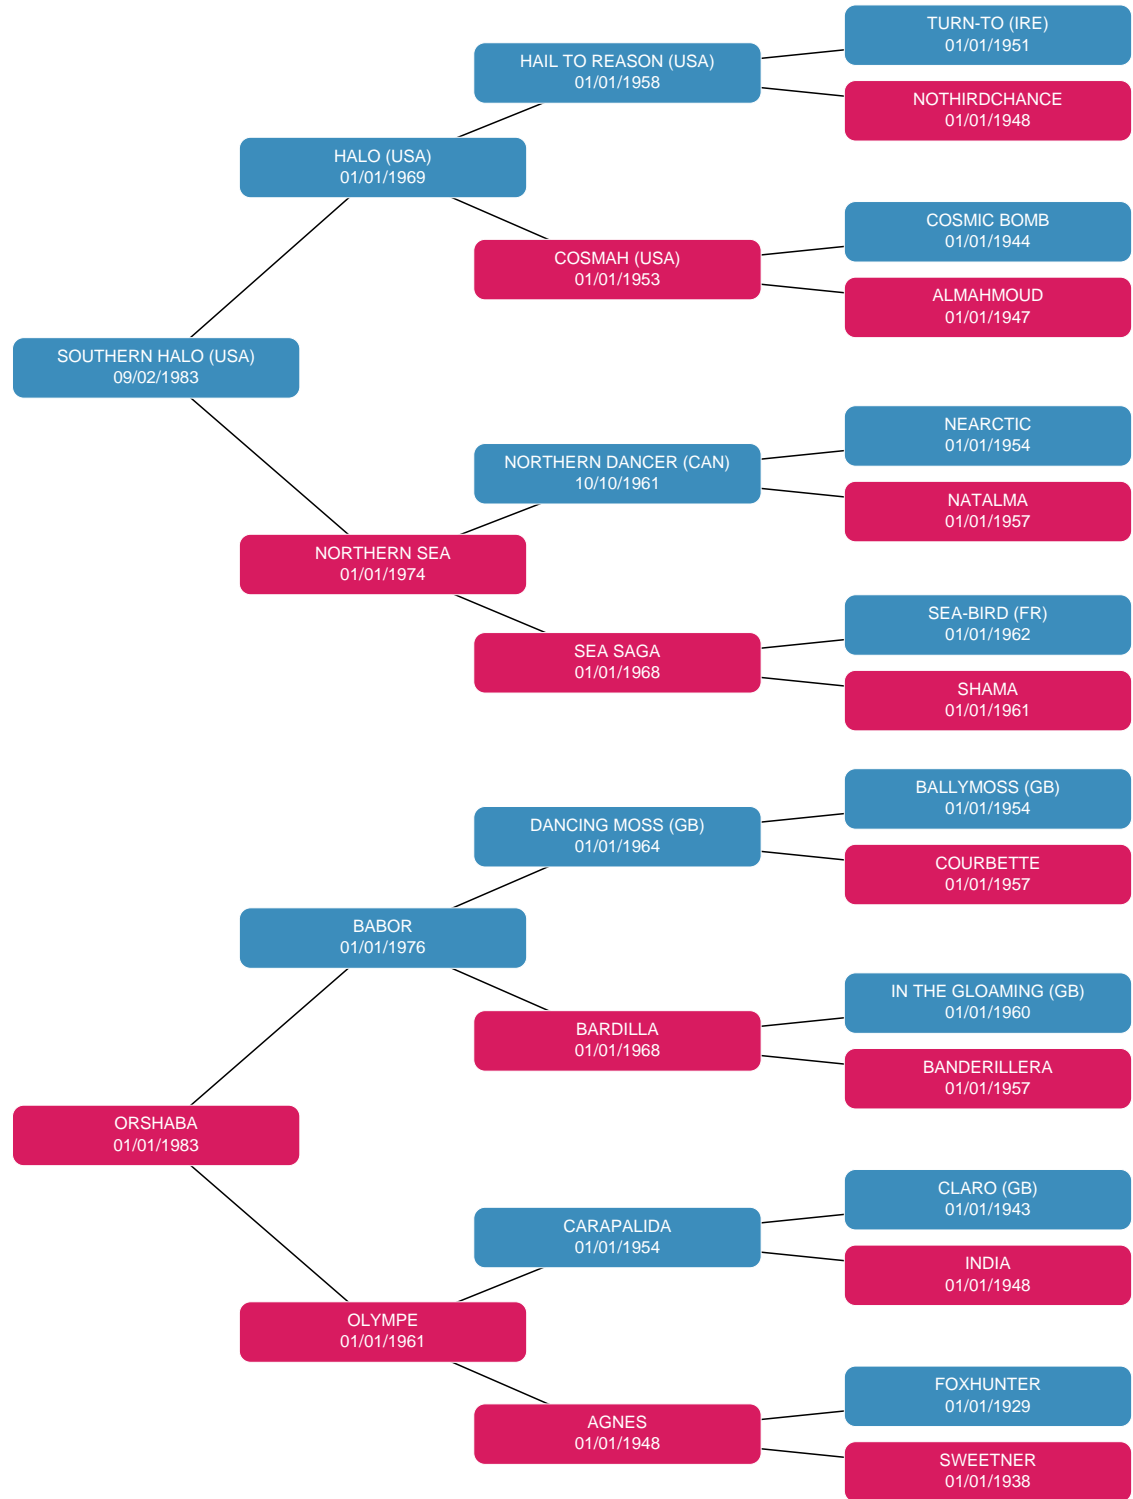 TURN-TO (IRE)
01/01/1951
HAIL TO REASON (USA)
01/01/1958
NOTHIRDCHANCE
01/01/1948
HALO (USA)
01/01/1969
COSMIC BOMB
01/01/1944
COSMAH (USA)
01/01/1953
ALMAHMOUD
01/01/1947
SOUTHERN HALO (USA)
09/02/1983
NEARCTIC
01/01/1954
NORTHERN DANCER (CAN)
10/10/1961
NATALMA
01/01/1957
NORTHERN SEA
01/01/1974
SEA-BIRD (FR)
01/01/1962
SEA SAGA
01/01/1968
SHAMA
01/01/1961
BALLYMOSS (GB)
01/01/1954
DANCING MOSS (GB)
01/01/1964
COURBETTE
01/01/1957
BABOR
01/01/1976
IN THE GLOAMING (GB)
01/01/1960
BARDILLA
01/01/1968
BANDERILLERA
01/01/1957
ORSHABA
01/01/1983
CLARO (GB)
01/01/1943
CARAPALIDA
01/01/1954
INDIA
01/01/1948
OLYMPE
01/01/1961
FOXHUNTER
01/01/1929
AGNES
01/01/1948
SWEETNER
01/01/1938